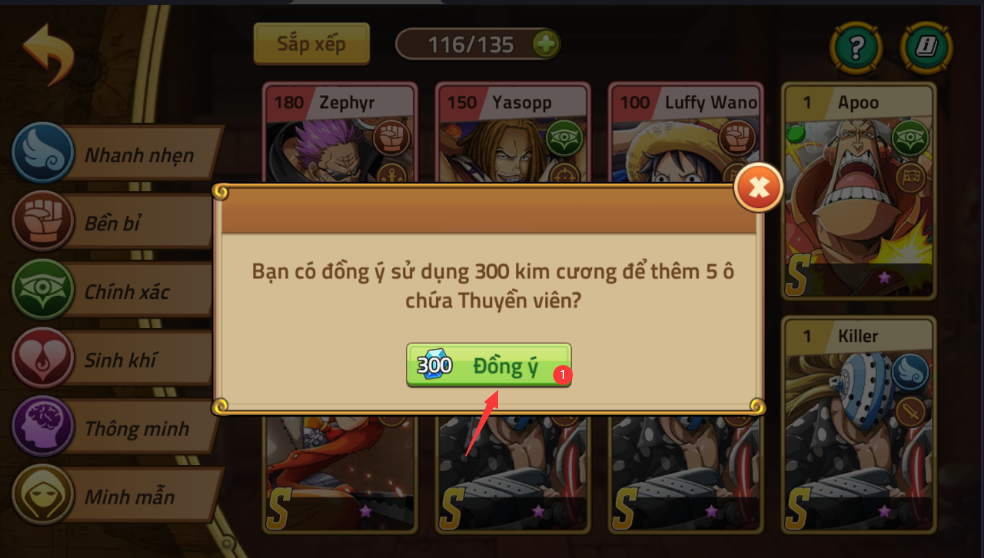 Sắp xếp
116/135
?
180 Zephyr
150 Yasopp
100 Luffy Wano
1 Apoo
Nhanh nhẹn
Bền bỉ
Chính xác
Sinh khí
Thông minh
Minh mẫn
Bạn có đồng ý sử dụng 300 kim cương để thêm 5 ô
chứa Thuyền viên?
300 Đồng ý
1
S
1 Killer
S
S
S
S